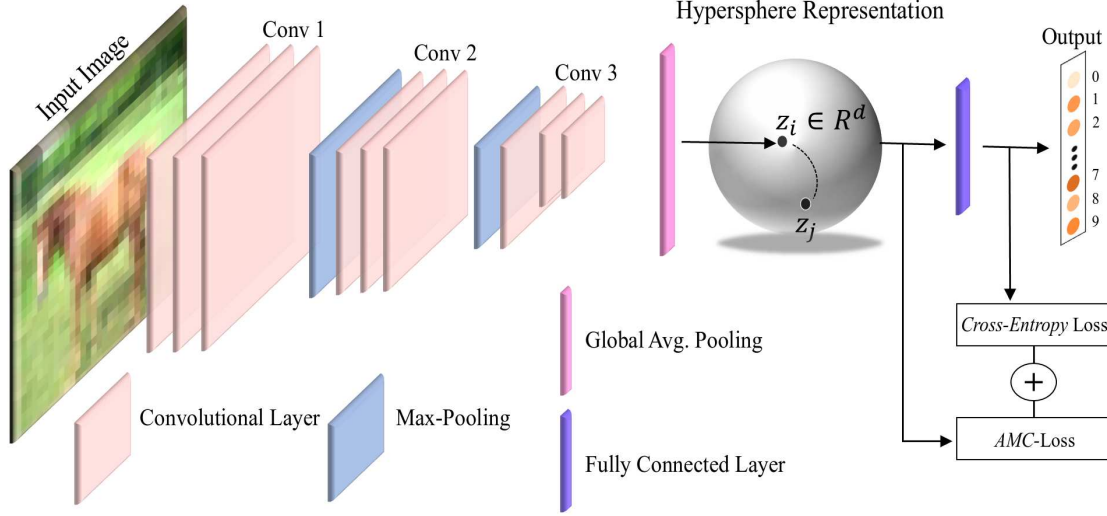 Hypersphere Representation
Input Image
Conv 1
Conv 2
Conv 3
Output
z_i ∈ R^d
z_j
0
1
2
7
8
9
Cross-Entropy Loss
+
AMC-Loss
Global Avg. Pooling
Convolutional Layer
Max-Pooling
Fully Connected Layer